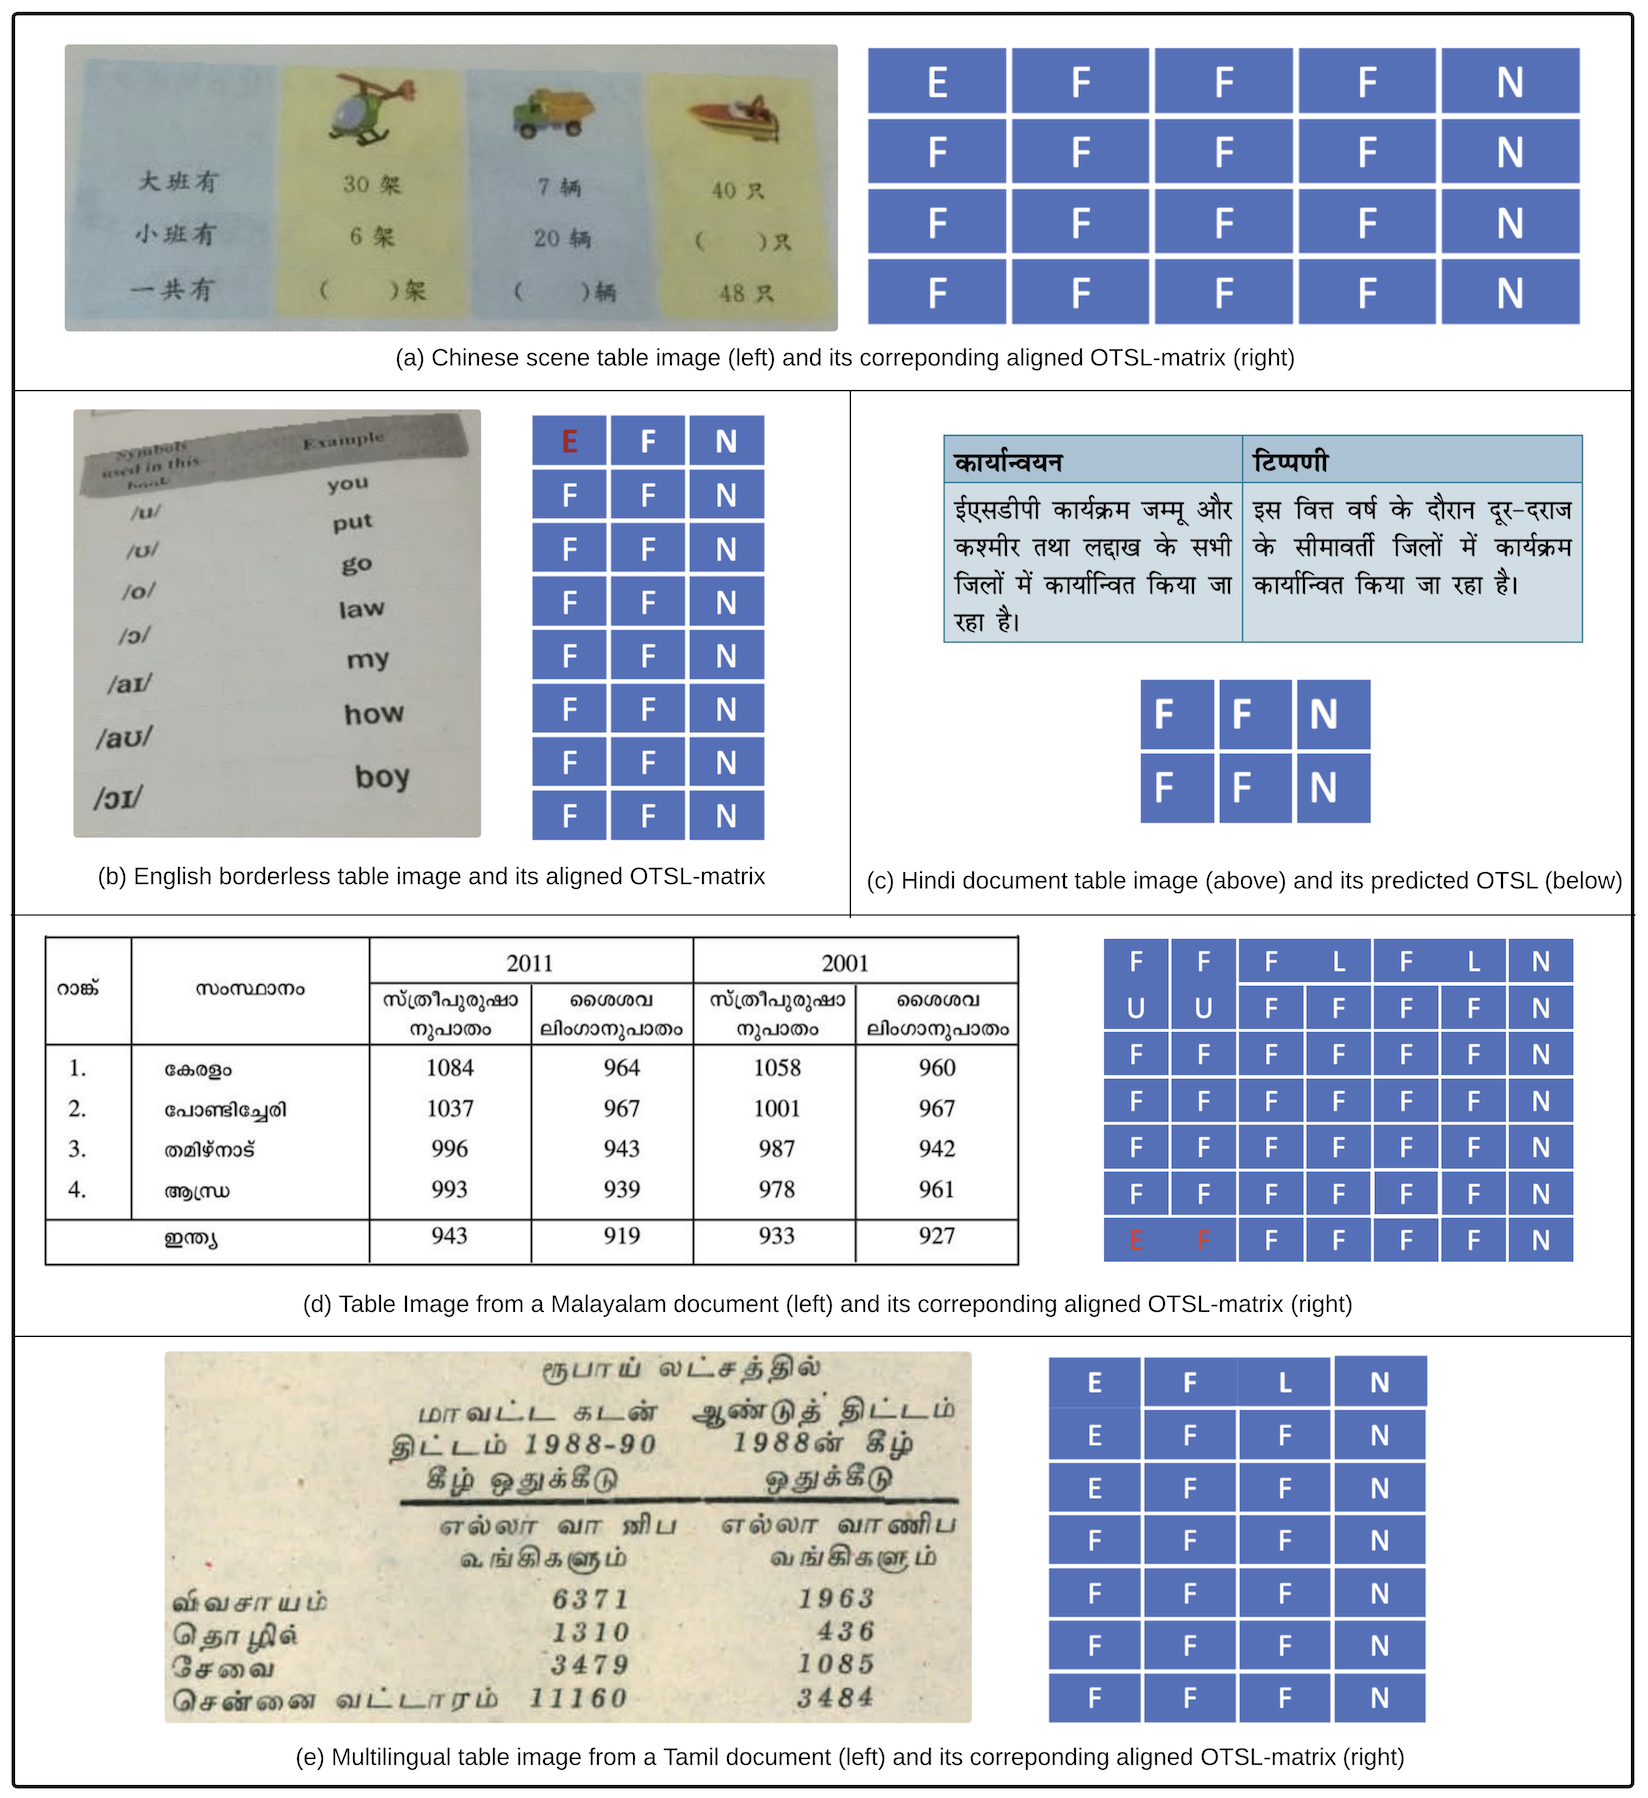 E F F F N
大班有 30 架 7 辆 40 只
F F F F N
小班有 6 架 20 辆 ( )只
F F F F N
一共有 ( )架 ( )辆 48 只
F F F F N
(a) Chinese scene table image (left) and its correponding aligned OTSL-matrix (right)
Symbols
used in this
book
Example
/u/ you
/ʊ/ put
/o/ go
/ɔ/ law
/aɪ/ my
/aʊ/ how
/ɔɪ/ boy
E F N
F F N
F F N
F F N
F F N
F F N
F F N
F F N
(b) English borderless table image and its aligned OTSL-matrix
कार्यान्वयन टिप्पणी
ईएसडीपी कार्यक्रम जम्मू और
कश्मीर तथा लद्दाख के सभी
जिलों में कार्यान्वित किया जा
रहा है।
इस वित्त वर्ष के दौरान दूर-दराज
के सीमावर्ती जिलों में कार्यक्रम
कार्यान्वित किया जा रहा है।
F F N
F F N
(c) Hindi document table image (above) and its predicted OTSL (below)
റാങ്ക് സംസ്ഥാനം 2011 2001
സ്ത്രീപുരുഷാ ശൈശവ സ്ത്രീപുരുഷാ ശൈശവ
നുപാതം ലിംഗാനുപാതം നുപാതം ലിംഗാനുപാതം
1. കേരളം 1084 964 1058 960
2. പോണ്ടിച്ചേരി 1037 967 1001 967
3. തമിഴ്നാട് 996 943 987 942
4. ആന്ധ്ര 993 939 978 961
ഇന്ത്യ 943 919 933 927
F F F L F L N
U U F F F F N
F F F F F F N
F F F F F F N
F F F F F F N
F F F F F F N
E F F F F F N
(d) Table Image from a Malayalam document (left) and its correponding aligned OTSL-matrix (right)
ரூபாய் லட்சத்தில்
மாவட்ட கடன் ஆண்டுத் திட்டம்
திட்டம் 1988-90 1988ன் கீழ்
கீழ் ஒதுக்கீடு ஒதுக்கீடு
எல்லா வா னிப எல்லா வாணிப
வங்கிகளும் வங்கிகளும்
விவசாயம் 6371 1963
தொழில் 1310 436
சேவை 3479 1085
சென்னை வட்டாரம் 11160 3484
E F L N
E F F N
E F F N
F F F N
F F F N
F F F N
F F F N
(e) Multilingual table image from a Tamil document (left) and its correponding aligned OTSL-matrix (right)